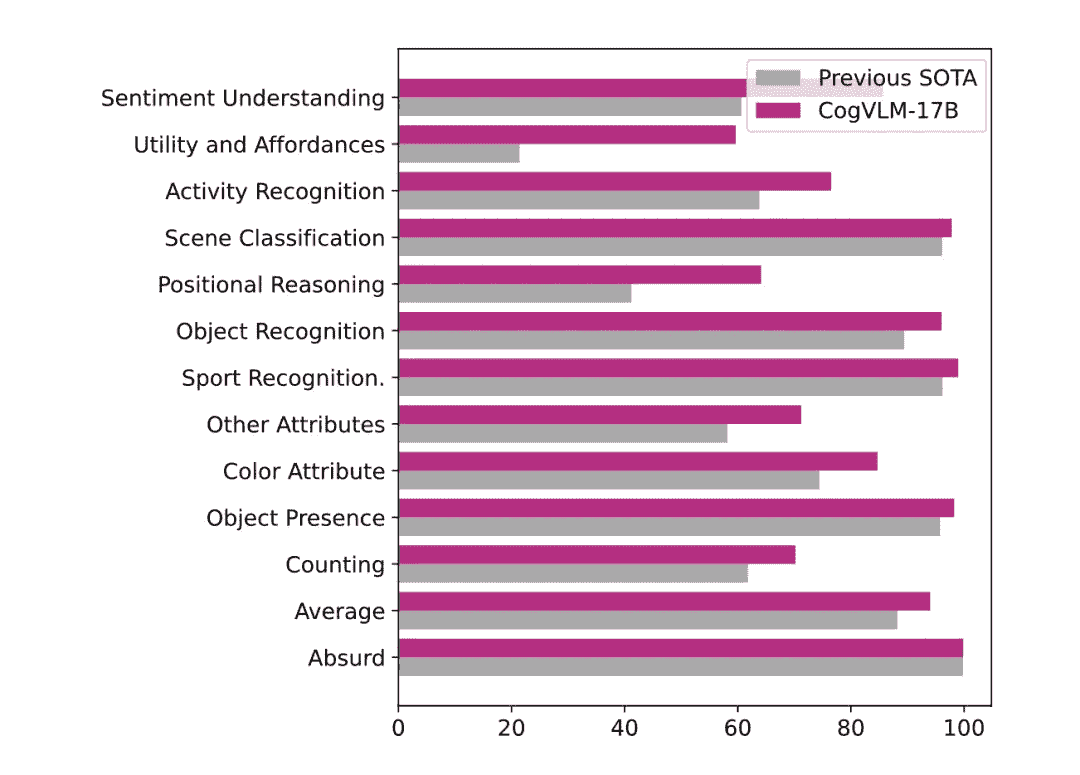 Previous SOTA
CogVLM-17B
Sentiment Understanding
Utility and Affordances
Activity Recognition
Scene Classification
Positional Reasoning
Object Recognition
Sport Recognition.
Other Attributes
Color Attribute
Object Presence
Counting
Average
Absurd
0 20 40 60 80 100